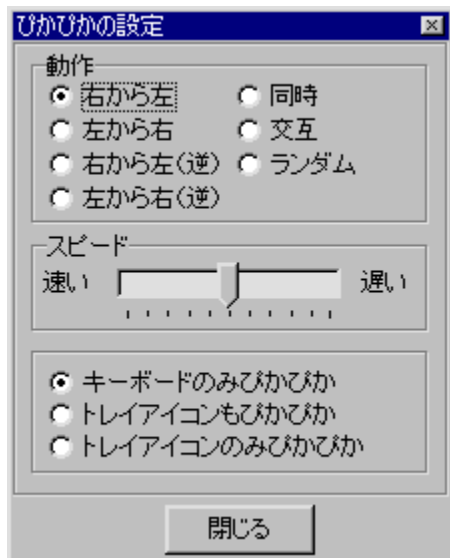 ぴかぴかの設定
動作
右から左 同時
左から右 交互
右から左(逆) ランダム
左から右(逆)
スピード
速い 遅い
キーボードのみぴかぴか
トレイアイコンもぴかぴか
トレイアイコンのみぴかぴか
閉じる